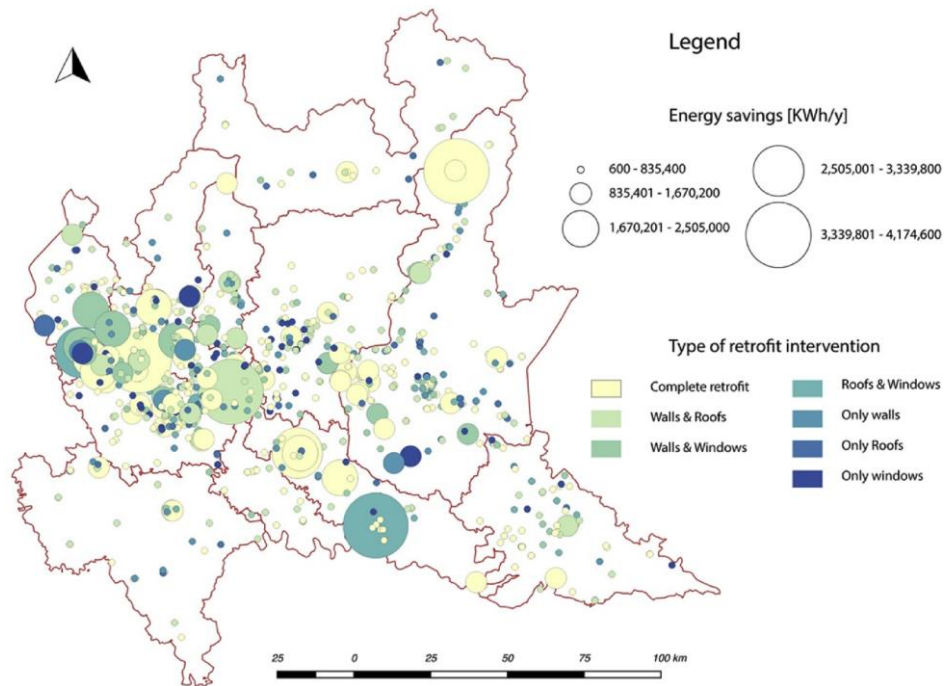 Legend
Energy savings [KWh/y]
600 - 835,400
835,401 - 1,670,200
1,670,201 - 2,505,000
2,505,001 - 3,339,800
3,339,801 - 4,174,600
Type of retrofit intervention
Complete retrofit
Walls & Roofs
Walls & Windows
Roofs & Windows
Only walls
Only Roofs
Only windows
25 0 25 50 75 100 km